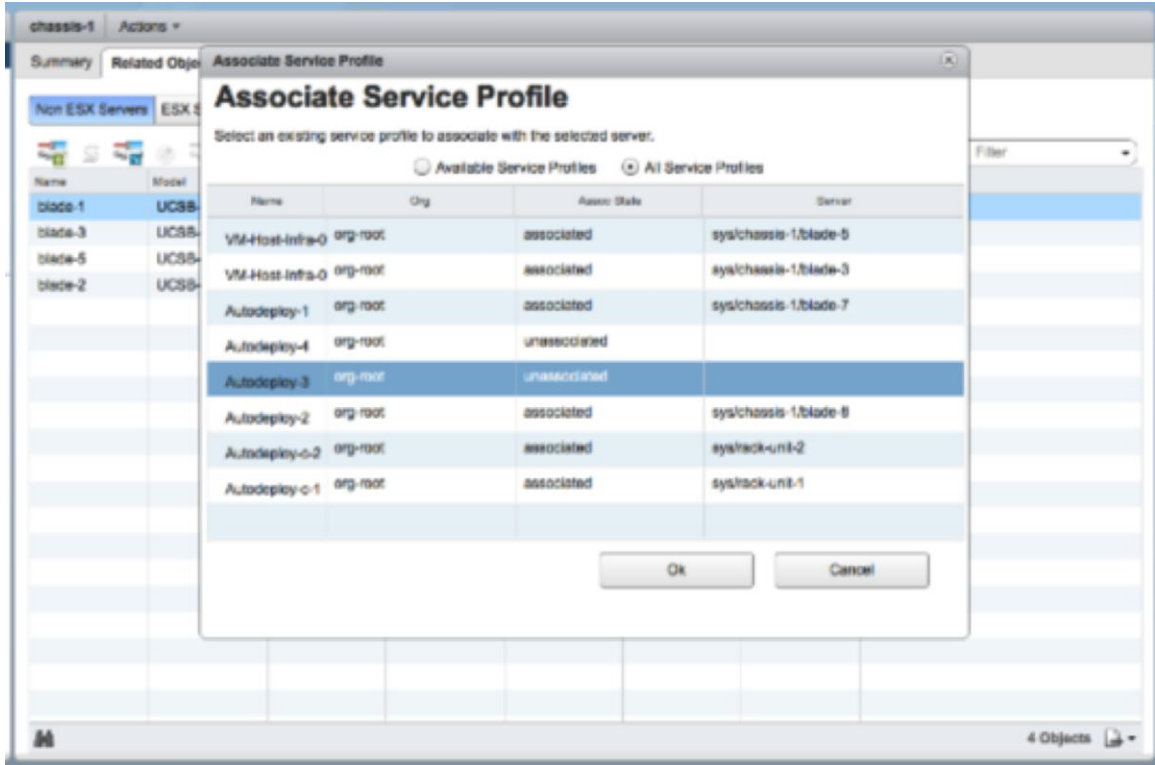 chassis-1 Actions
Summary Related Obje
Non ESX Servers ESX S
Filter
Name Model
blade-1 UCSB-
blade-3 UCSB-
blade-5 UCSB-
blade-2 UCSB-
Associate Service Profile
Associate Service Profile
Select an existing service profile to associate with the selected server.
Available Service Profiles All Service Profiles
Name Org Assoc State Server
VM-Host-Infra-0 org-root associated sys/chassis-1/blade-5
VM-Host-Infra-0 org-root associated sys/chassis-1/blade-3
Autodeploy-1 org-root associated sys/chassis-1/blade-7
Autodeploy-4 org-root unassociated
Autodeploy-3 org-root unassociated
Autodeploy-2 org-root associated sys/chassis-1/blade-8
Autodeploy-c-2 org-root associated sys/rack-unit-2
Autodeploy-c-1 org-root associated sys/rack-unit-1
Ok Cancel
4 Objects